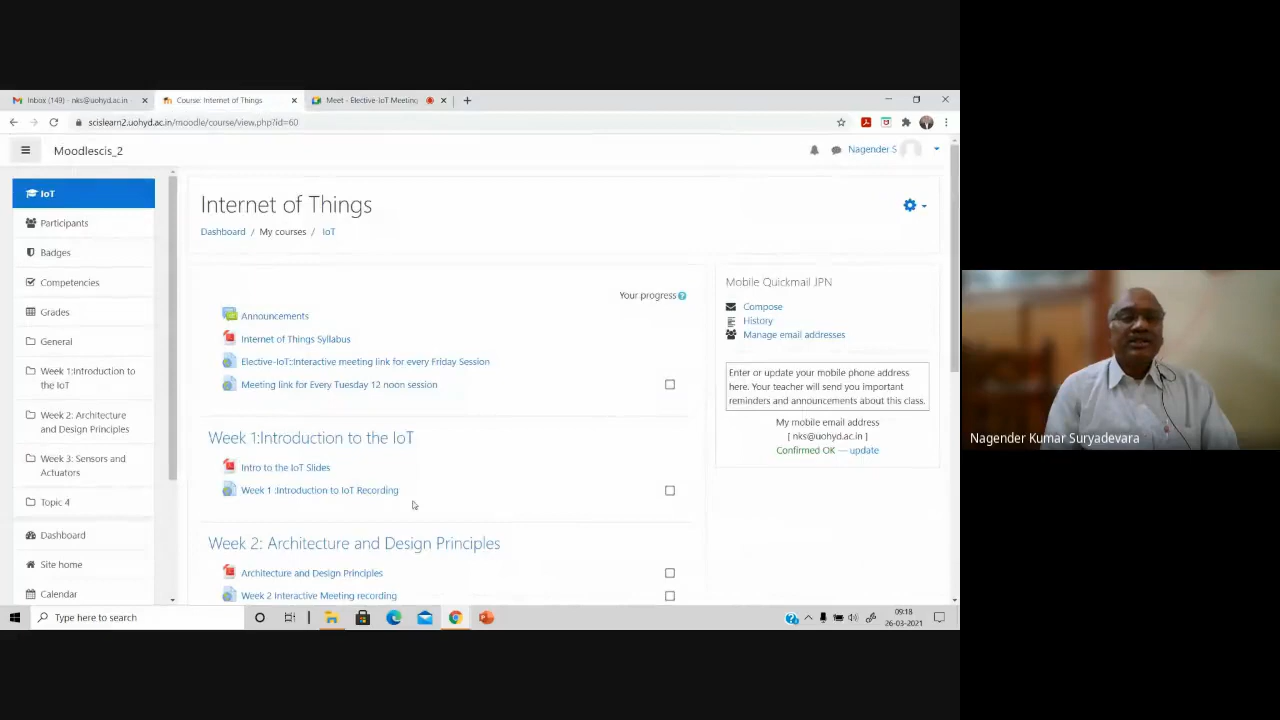 Inbox (149) - nks@uohyd.ac.in
Course: Internet of Things
Meet - Elective-IoT Meeting
scislearn2.uohyd.ac.in/moodle/course/view.php?id=60
Moodlescis_2
Nagender S
IoT
Participants
Badges
Competencies
Grades
General
Week 1:Introduction to
the IoT
Week 2: Architecture
and Design Principles
Week 3: Sensors and
Actuators
Topic 4
Dashboard
Site home
Calendar
Internet of Things
Dashboard / My courses / IoT
Your progress
Announcements
Internet of Things Syllabus
Elective-IoT::Interactive meeting link for every Friday Session
Meeting link for Every Tuesday 12 noon session
Week 1:Introduction to the IoT
Intro to the IoT Slides
Week 1 :Introduction to IoT Recording
Week 2: Architecture and Design Principles
Architecture and Design Principles
Week 2 Interactive Meeting recording
Mobile Quickmail JPN
Compose
History
Manage email addresses
Enter or update your mobile phone address
here. Your teacher will send you important
reminders and announcements about this class.
My mobile email address
[ nks@uohyd.ac.in ]
Confirmed OK — update
Nagender Kumar Suryadevara
Type here to search
09:18
26-03-2021